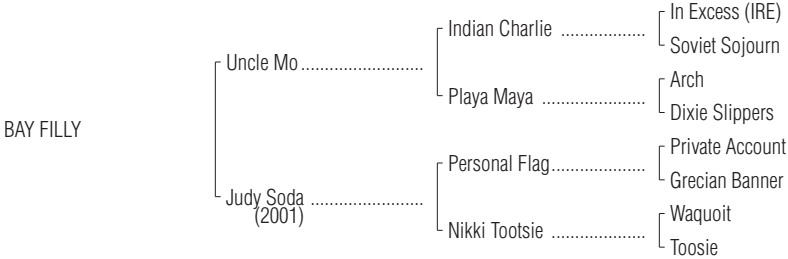 In Excess (IRE)
Indian Charlie ...................
Soviet Sojourn
Uncle Mo .........................
Arch
Playa Maya .....................
Dixie Slippers
BAY FILLY
Private Account
Personal Flag...................
Grecian Banner
Judy Soda .......................
(2001)
Waquoit
Nikki Tootsie ...................
Toosie